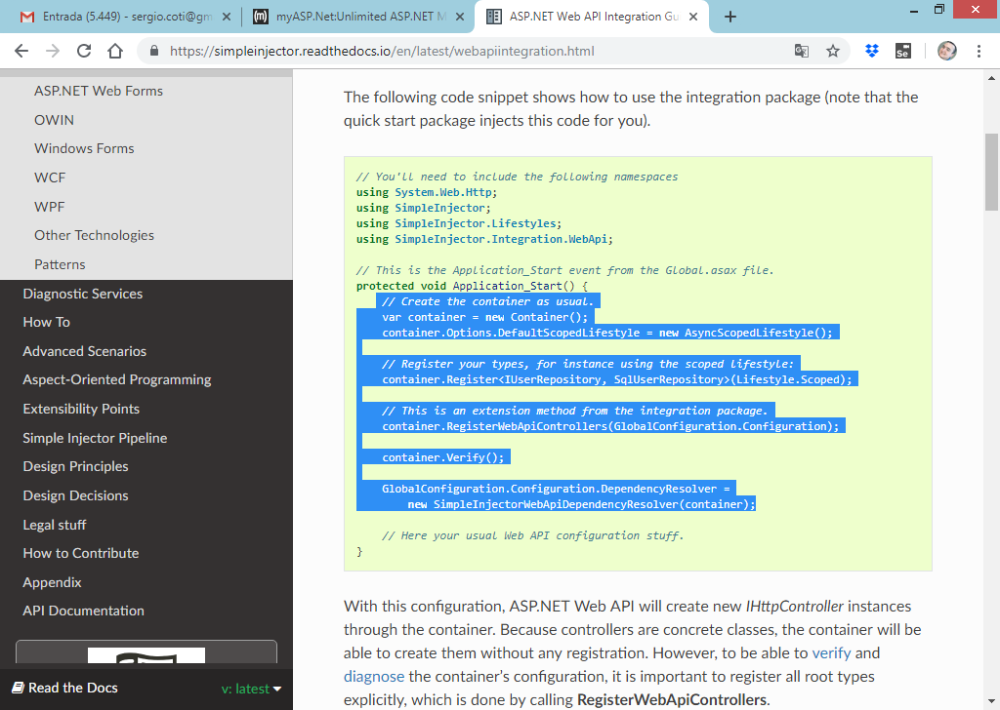 Entrada (5.449) - sergio.coti@gm
myASP.Net:Unlimited ASP.NET M
ASP.NET Web API Integration Gu
https://simpleinjector.readthedocs.io/en/latest/webapiintegration.html
Se
ASP.NET Web Forms
OWIN
Windows Forms
WCF
WPF
Other Technologies
Patterns
Diagnostic Services
How To
Advanced Scenarios
Aspect-Oriented Programming
Extensibility Points
Simple Injector Pipeline
Design Principles
Design Decisions
Legal stuff
How to Contribute
Appendix
API Documentation
Read the Docs
v: latest
The following code snippet shows how to use the integration package (note that the
quick start package injects this code for you).
// You'll need to include the following namespaces
using System.Web.Http;
using SimpleInjector;
using SimpleInjector.Lifestyles;
using SimpleInjector.Integration.WebApi;
// This is the Application_Start event from the Global.asax file.
protected void Application_Start() {
// Create the container as usual.
var container = new Container();
container.Options.DefaultScopedLifestyle = new AsyncScopedLifestyle();
// Register your types, for instance using the scoped lifestyle:
container.Register<IUserRepository, SqlUserRepository>(Lifestyle.Scoped);
// This is an extension method from the integration package.
container.RegisterWebApiControllers(GlobalConfiguration.Configuration);
container.Verify();
GlobalConfiguration.Configuration.DependencyResolver =
new SimpleInjectorWebApiDependencyResolver(container);
// Here your usual Web API configuration stuff.
}
With this configuration, ASP.NET Web API will create new IHttpController instances
through the container. Because controllers are concrete classes, the container will be
able to create them without any registration. However, to be able to verify and
diagnose the container's configuration, it is important to register all root types
explicitly, which is done by calling RegisterWebApiControllers.